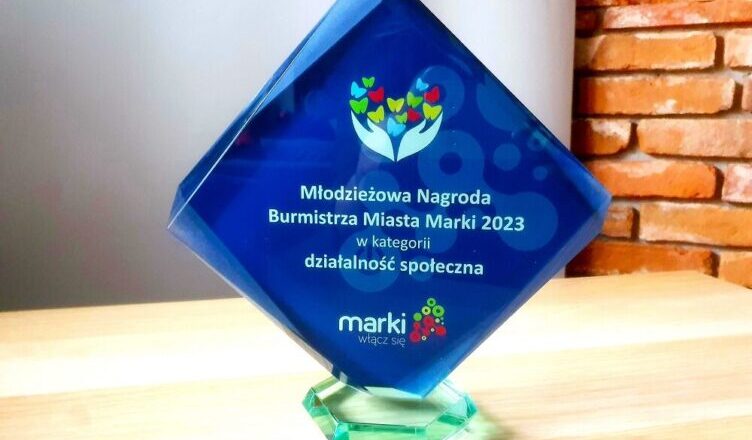 Młodzieżowa Nagroda
Burmistrza Miasta Marki 2023
w kategorii
działalność społeczna
marki
włącz się